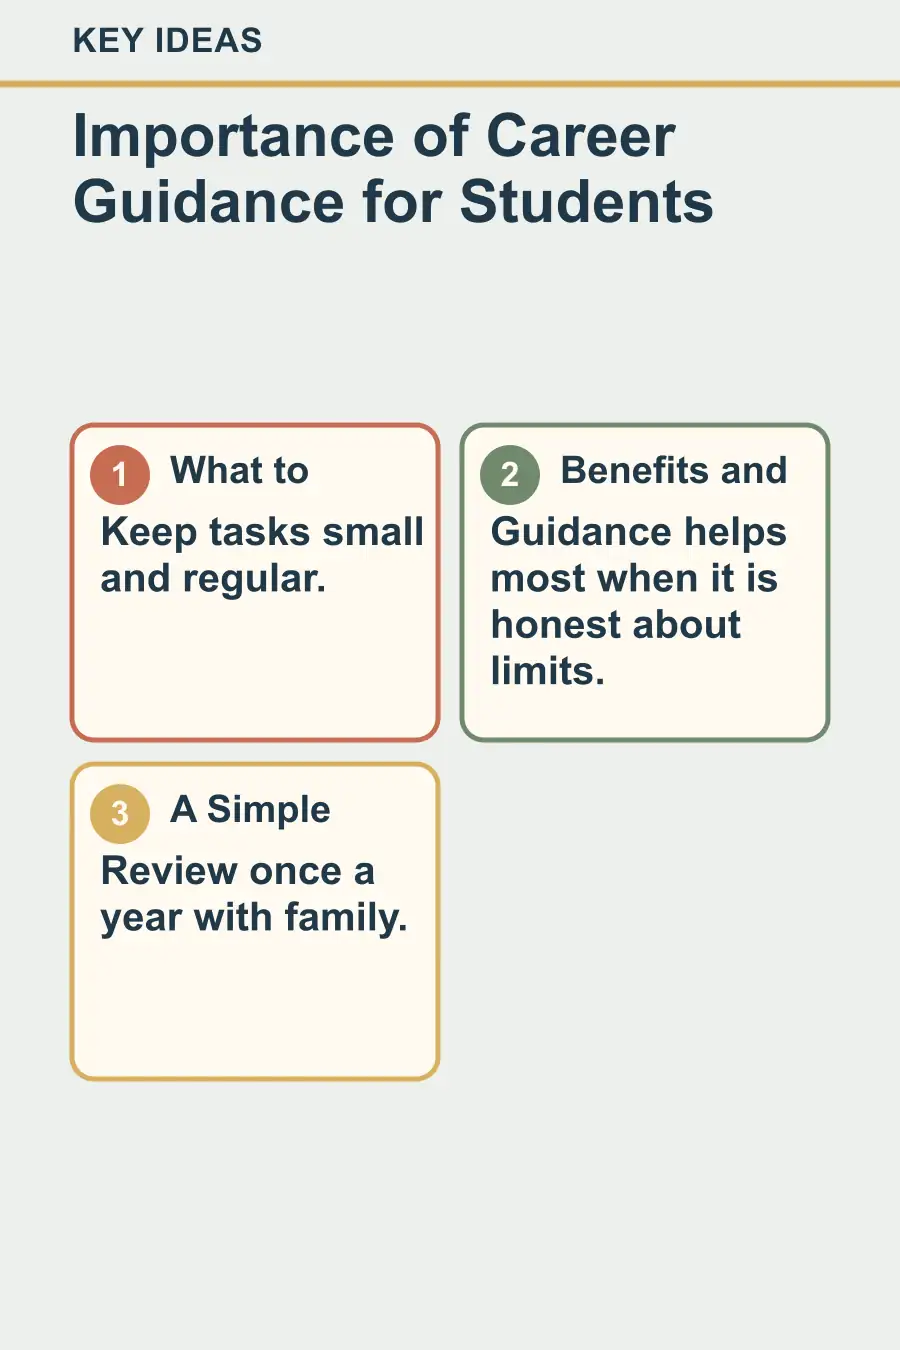 KEY IDEAS
Importance of Career
Guidance for Students
1 What to
Keep tasks small
and regular.
2 Benefits and
Guidance helps
most when it is
honest about
limits.
3 A Simple
Review once a
year with family.